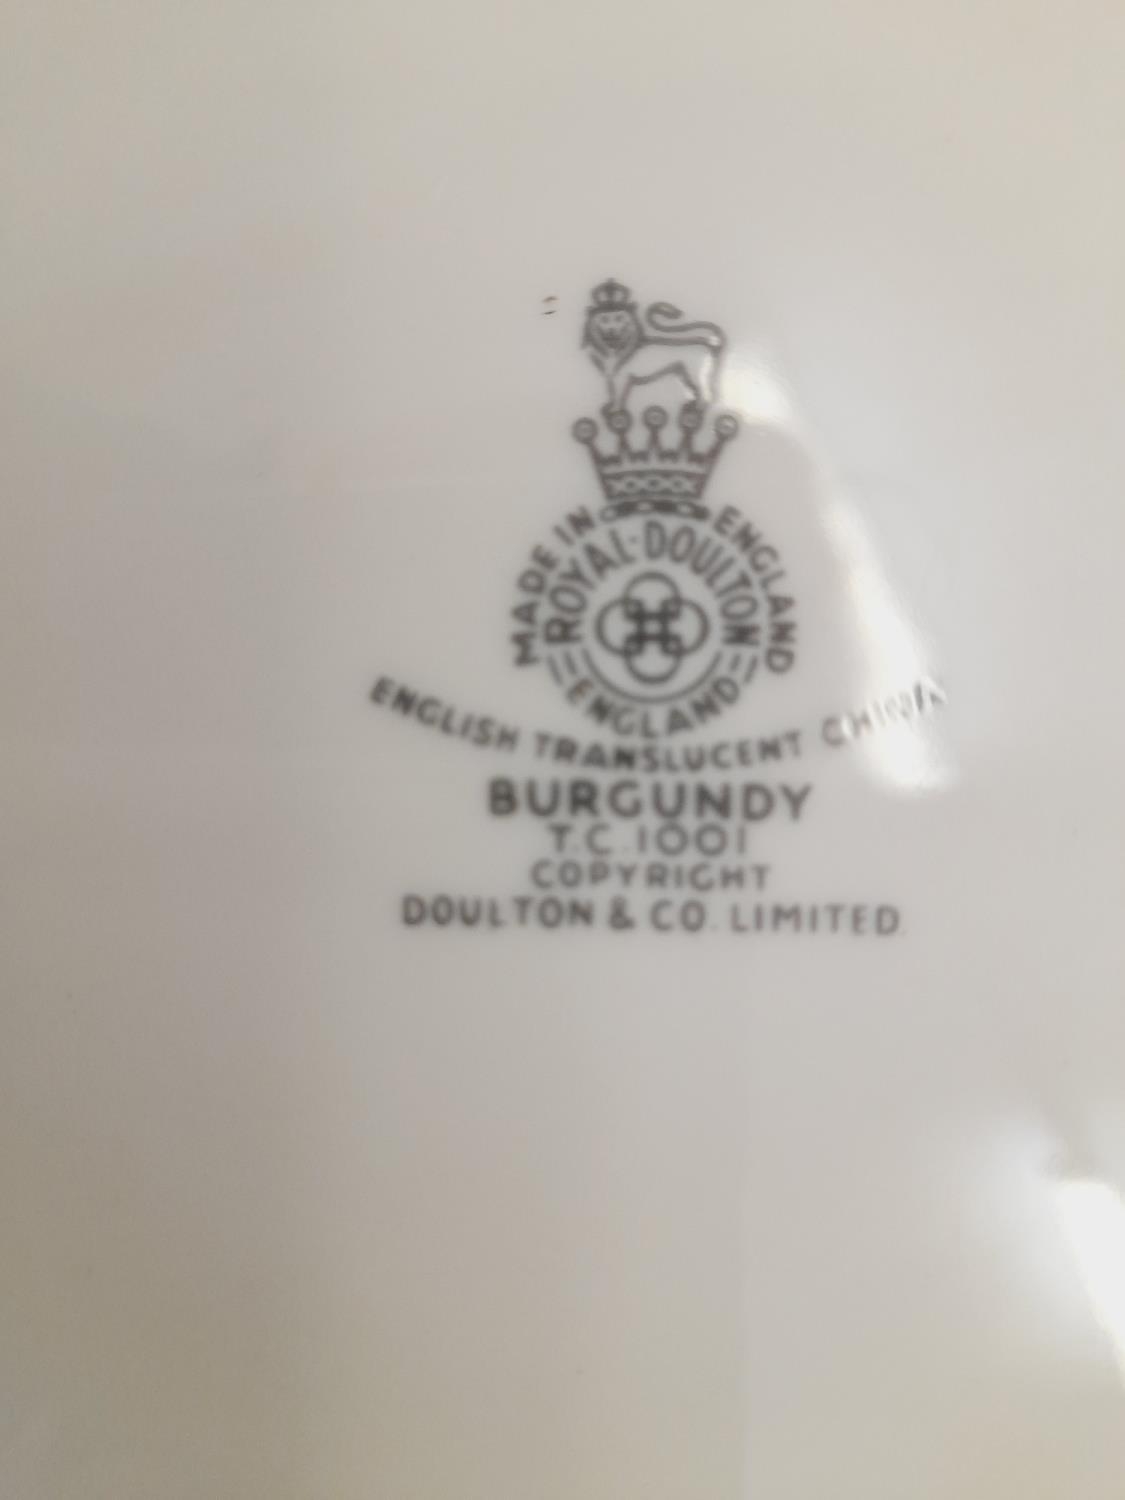 MADE IN ENGLAND
ROYAL·DOULTON
ENGLAND
ENGLISH TRANSLUCENT CHINA
BURGUNDY
T.C.1001
COPYRIGHT
DOULTON & CO. LIMITED.